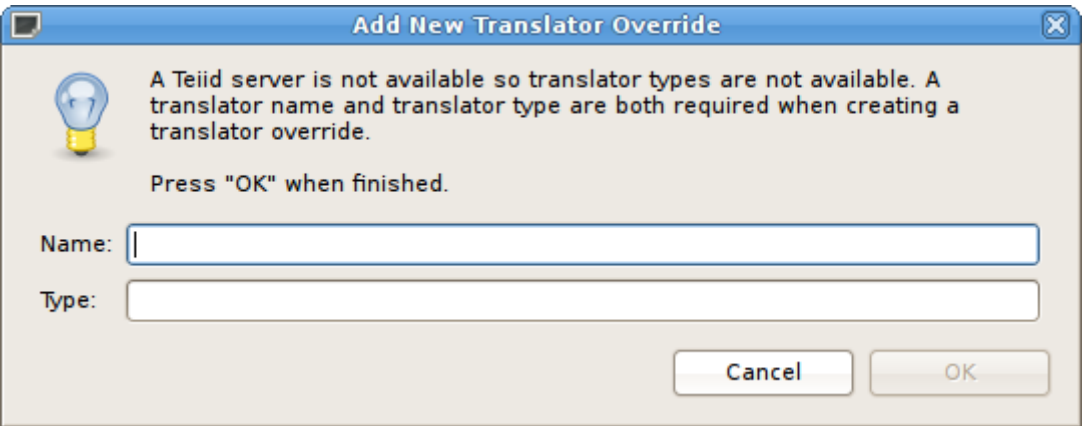 Add New Translator Override
A Teiid server is not available so translator types are not available. A
translator name and translator type are both required when creating a
translator override.
Press "OK" when finished.
Name:
Type:
Cancel OK